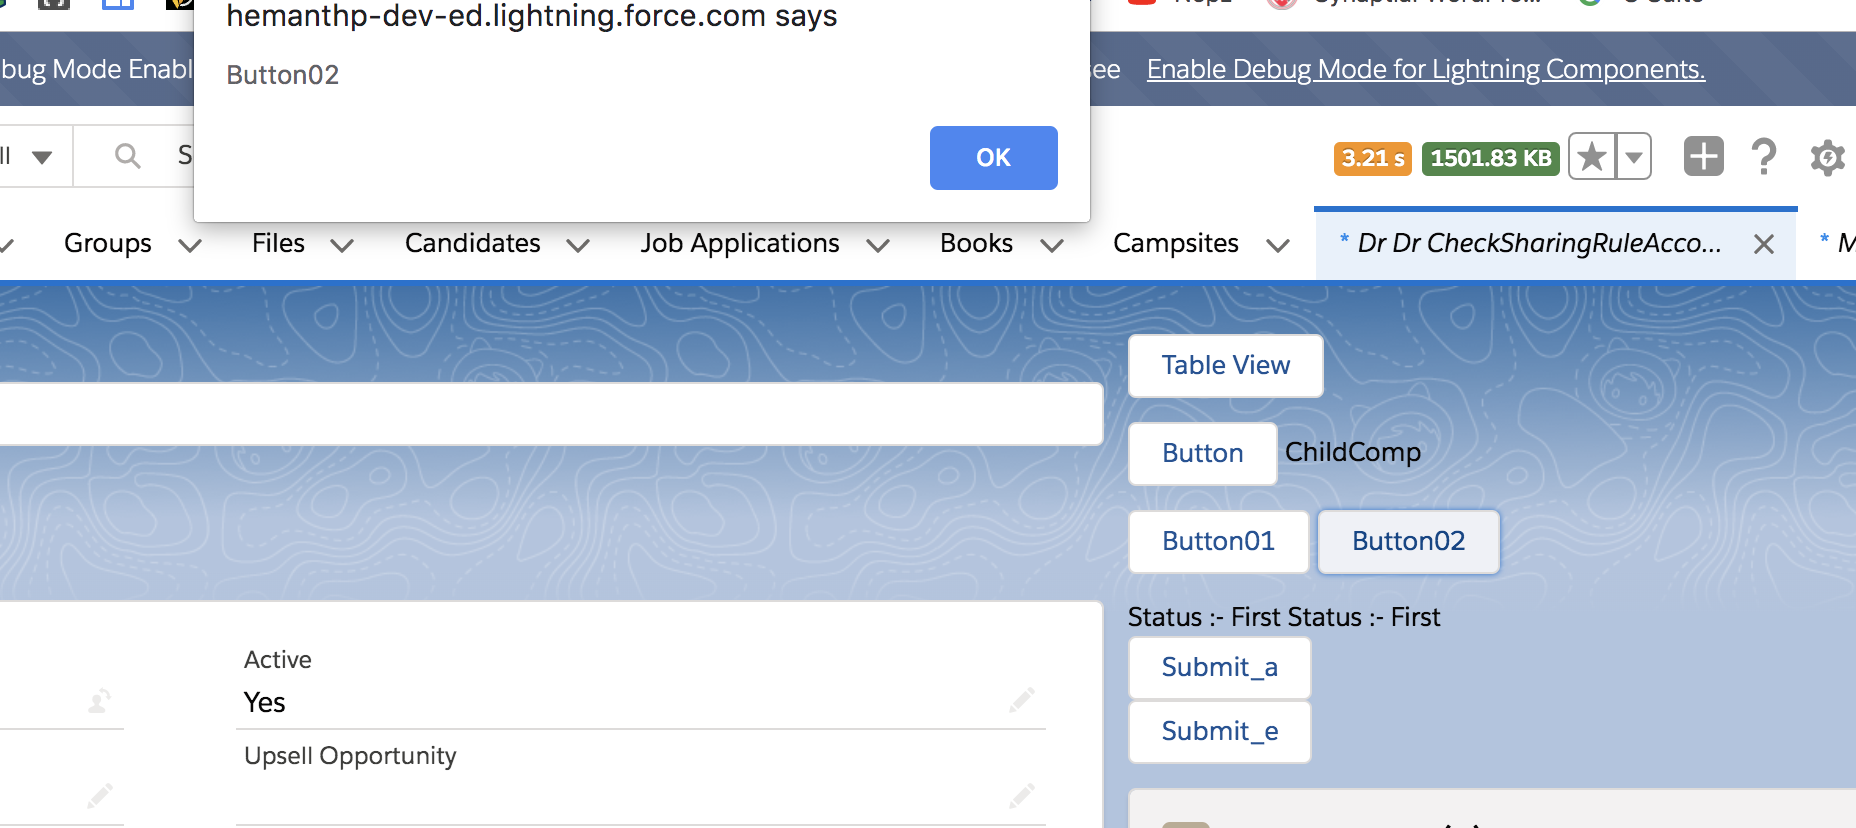 hemanthp-dev-ed.lightning.force.com says
Button02
OK
bug Mode Enabl
see Enable Debug Mode for Lightning Components.
ll S 3.21 s 1501.83 KB
Groups Files Candidates Job Applications Books Campsites * Dr Dr CheckSharingRuleAcco... * M
Table View
Button ChildComp
Button01 Button02
Status :- First Status :- First
Submit_a
Submit_e
Active
Yes
Upsell Opportunity